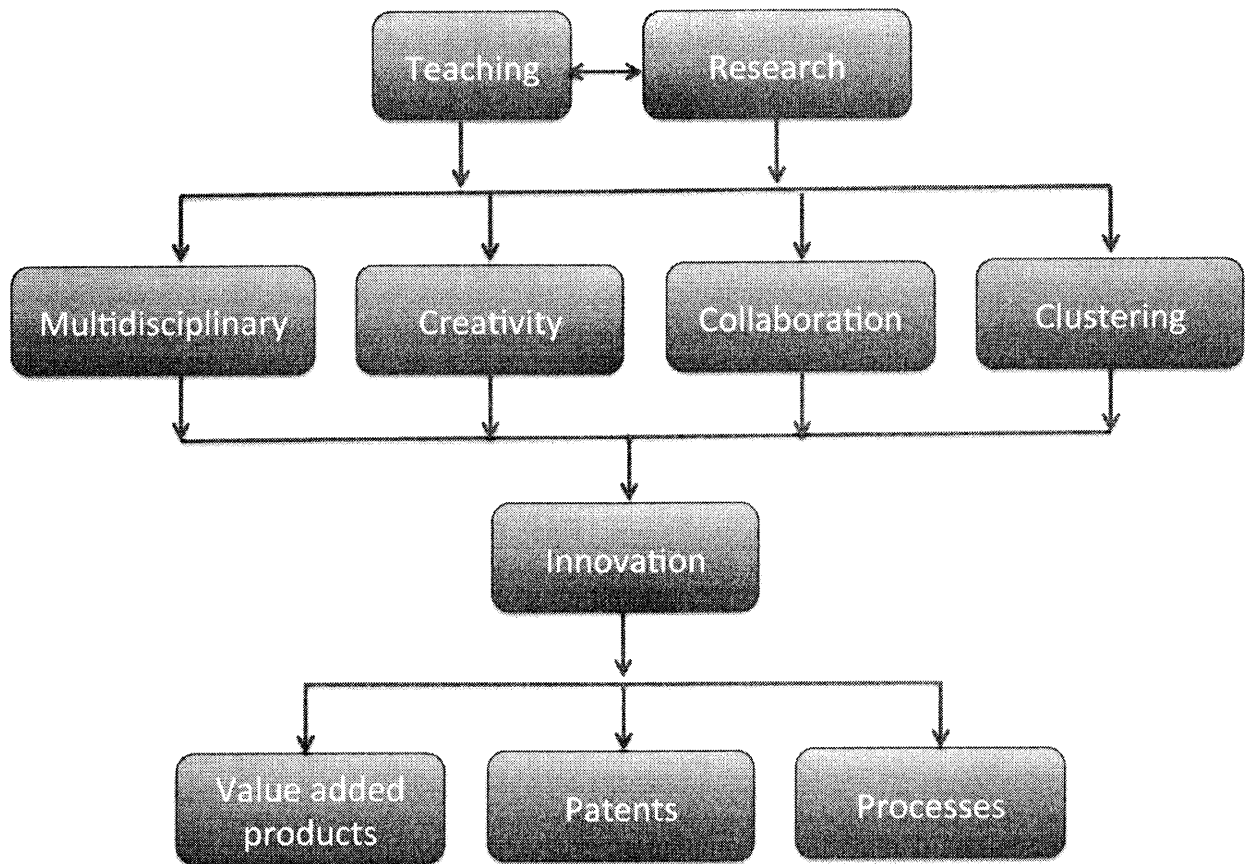 Teaching
Research
Multidisciplinary
Creativity
Collaboration
Clustering
Innovation
Value added
products
Patents
Processes